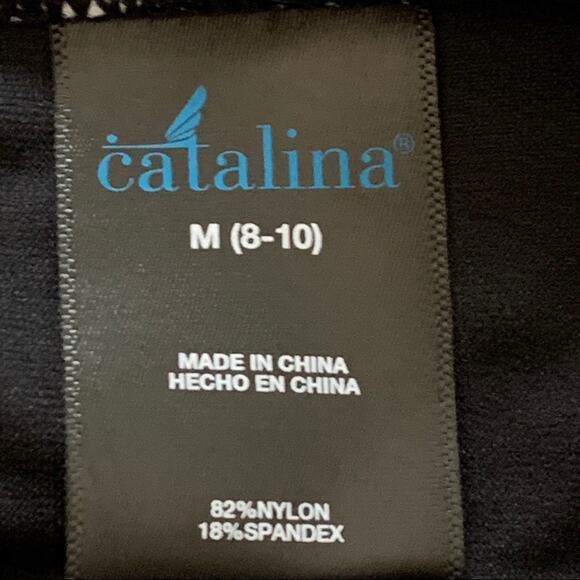 catalina®
M (8-10)
MADE IN CHINA
HECHO EN CHINA
82%NYLON
18%SPANDEX